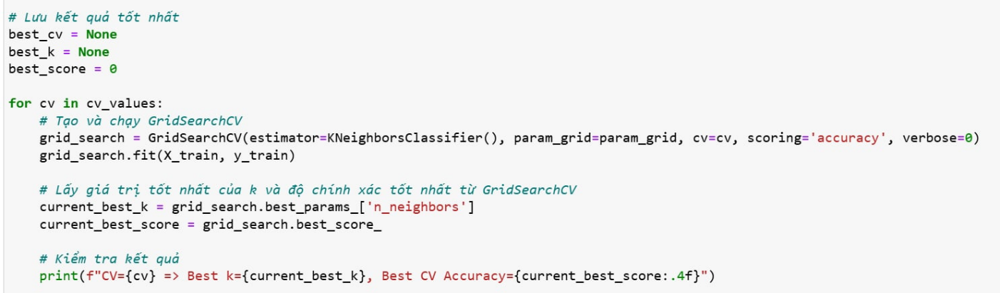 # Lưu kết quả tốt nhất
best_cv = None
best_k = None
best_score = 0
for cv in cv_values:
# Tạo và chạy GridSearchCV
grid_search = GridSearchCV(estimator=KNeighborsClassifier(), param_grid=param_grid, cv=cv, scoring='accuracy', verbose=0)
grid_search.fit(X_train, y_train)
# Lấy giá trị tốt nhất của k và độ chính xác tốt nhất từ GridSearchCV
current_best_k = grid_search.best_params_['n_neighbors']
current_best_score = grid_search.best_score_
# Kiểm tra kết quả
print(f"CV={cv} => Best k={current_best_k}, Best CV Accuracy={current_best_score:.4f}")